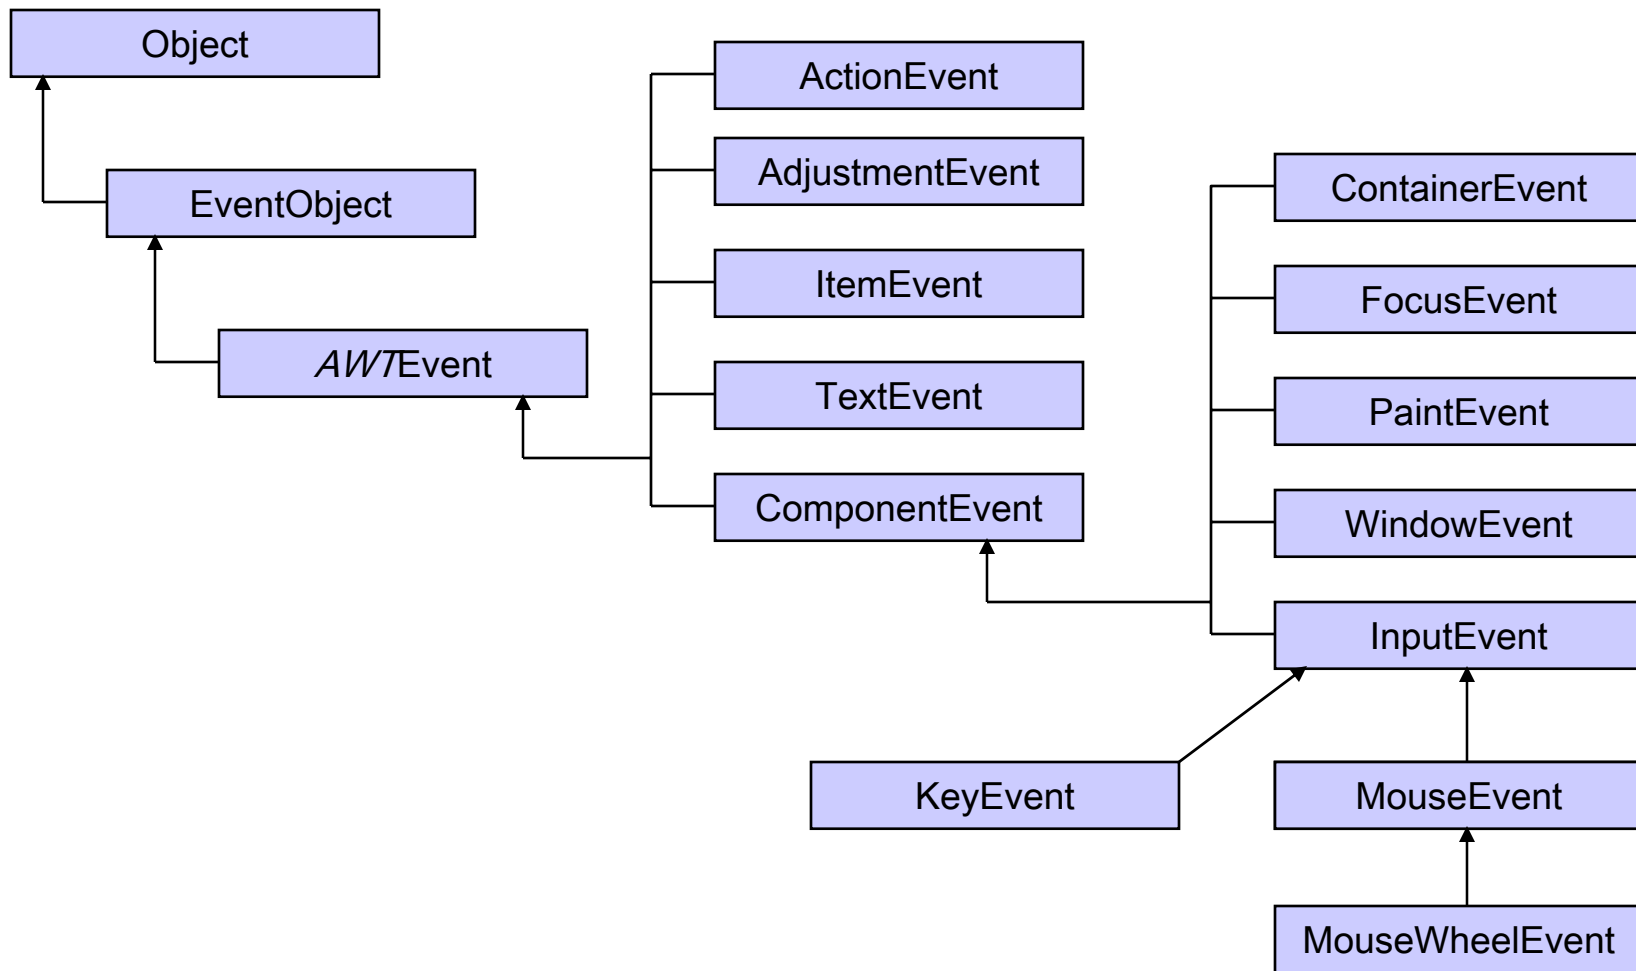 Object
EventObject
AWTEvent
ActionEvent
AdjustmentEvent
ItemEvent
TextEvent
ComponentEvent
ContainerEvent
FocusEvent
PaintEvent
WindowEvent
InputEvent
KeyEvent
MouseEvent
MouseWheelEvent